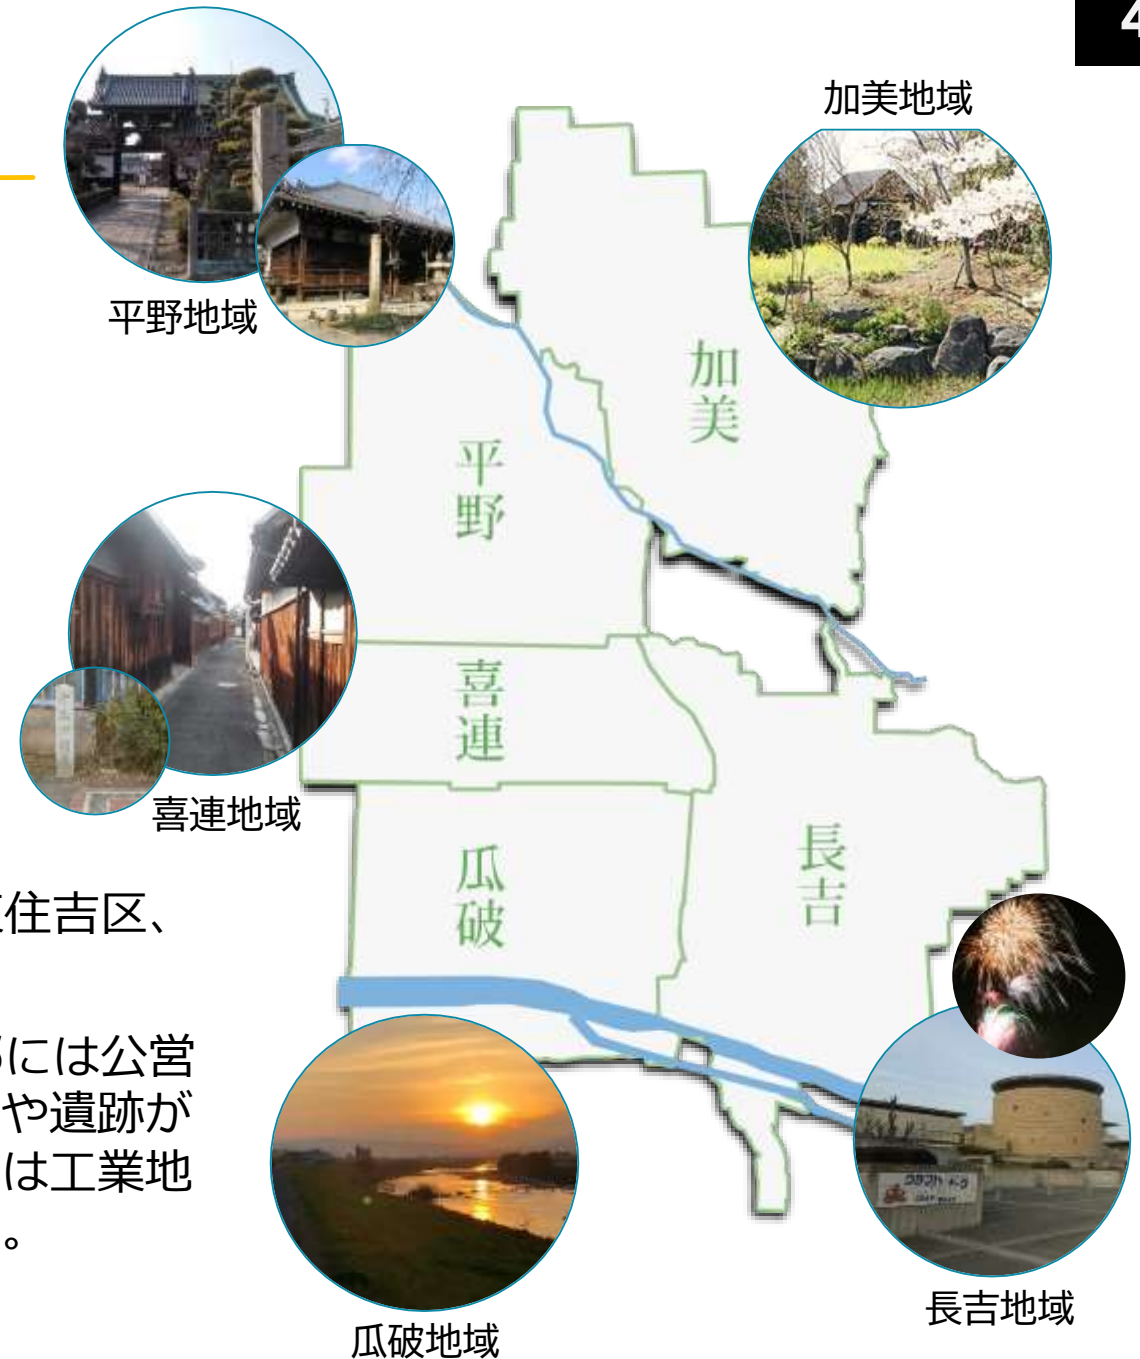 4
加美地域
平野地域
加美
平野
喜連
喜連地域
瓜破
長吉
住吉区、
には公営
や遺跡が
は工業地
。
長吉地域
瓜破地域